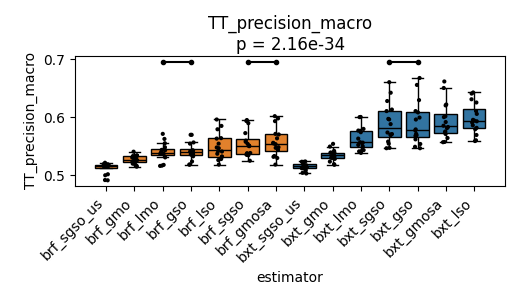 TT_precision_macro
p = 2.16e-34
TT_precision_macro
0.7
0.6
0.5
brf_sgso_us
brf_gmo
brf_lmo
brf_gso
brf_lso
brf_sgso
brf_gmosa
bxt_sgso_us
bxt_gmo
bxt_lmo
bxt_sgso
bxt_gso
bxt_gmosa
bxt_lso
estimator